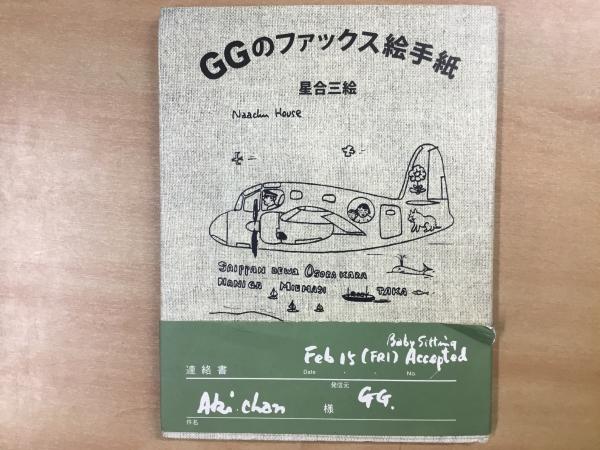 GGのファックス絵手紙
星合三絵
Naachu House
SAIPPAN DEWA OSORA KARA
NANI GA MIEMASU
TAKA
Baby Sitting
Feb 15 (FRI) Accepted
連絡書 Date ・ ・ No.
発信元
Aki.chan 様 GG.
件名